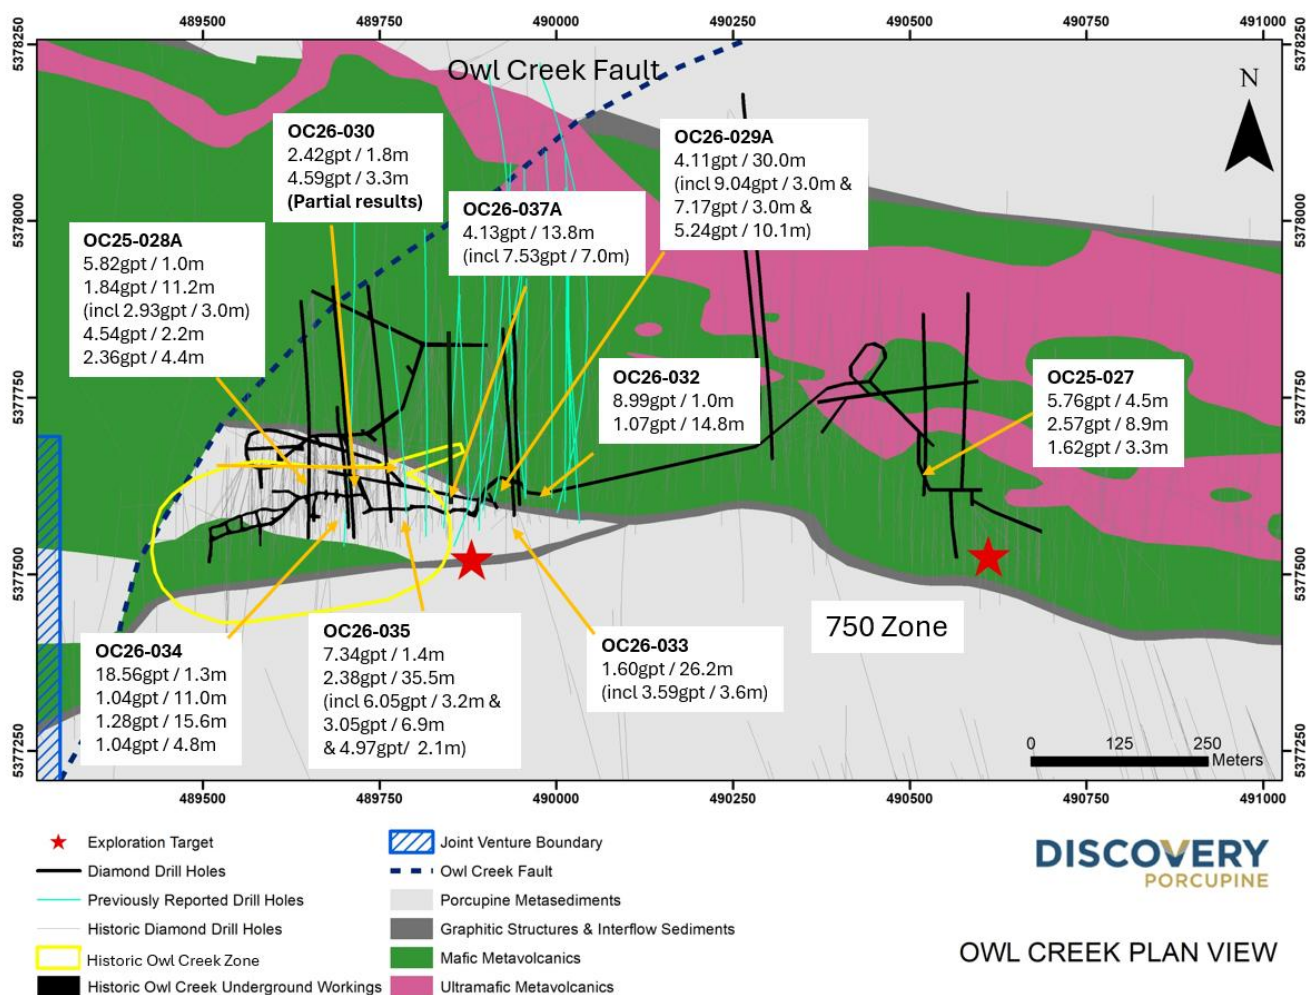 489500 489750 490000 490250 490500 490750 491000
5378250
5378250
Owl Creek Fault
N
OC26-030
2.42gpt / 1.8m
4.59gpt / 3.3m
(Partial results)
OC26-029A
4.11gpt / 30.0m
(incl 9.04gpt / 3.0m &
7.17gpt / 3.0m &
5.24gpt / 10.1m)
OC26-037A
4.13gpt / 13.8m
(incl 7.53gpt / 7.0m)
5378000
5378000
OC25-028A
5.82gpt / 1.0m
1.84gpt / 11.2m
(incl 2.93gpt / 3.0m)
4.54gpt / 2.2m
2.36gpt / 4.4m
OC26-032
8.99gpt / 1.0m
1.07gpt / 14.8m
OC25-027
5.76gpt / 4.5m
2.57gpt / 8.9m
1.62gpt / 3.3m
5377750
5377750
5377500
5377500
OC26-034
18.56gpt / 1.3m
1.04gpt / 11.0m
1.28gpt / 15.6m
1.04gpt / 4.8m
OC26-035
7.34gpt / 1.4m
2.38gpt / 35.5m
(incl 6.05gpt / 3.2m &
3.05gpt / 6.9m
& 4.97gpt/ 2.1m)
OC26-033
1.60gpt / 26.2m
(incl 3.59gpt / 3.6m)
750 Zone
0 125 250
Meters
5377250
5377250
489500 489750 490000 490250 490500 490750 491000
Exploration Target
Diamond Drill Holes
Previously Reported Drill Holes
Historic Diamond Drill Holes
Historic Owl Creek Zone
Historic Owl Creek Underground Workings
Joint Venture Boundary
Owl Creek Fault
Porcupine Metasediments
Graphitic Structures & Interflow Sediments
Mafic Metavolcanics
Ultramafic Metavolcanics
DISCOVERY
PORCUPINE
OWL CREEK PLAN VIEW